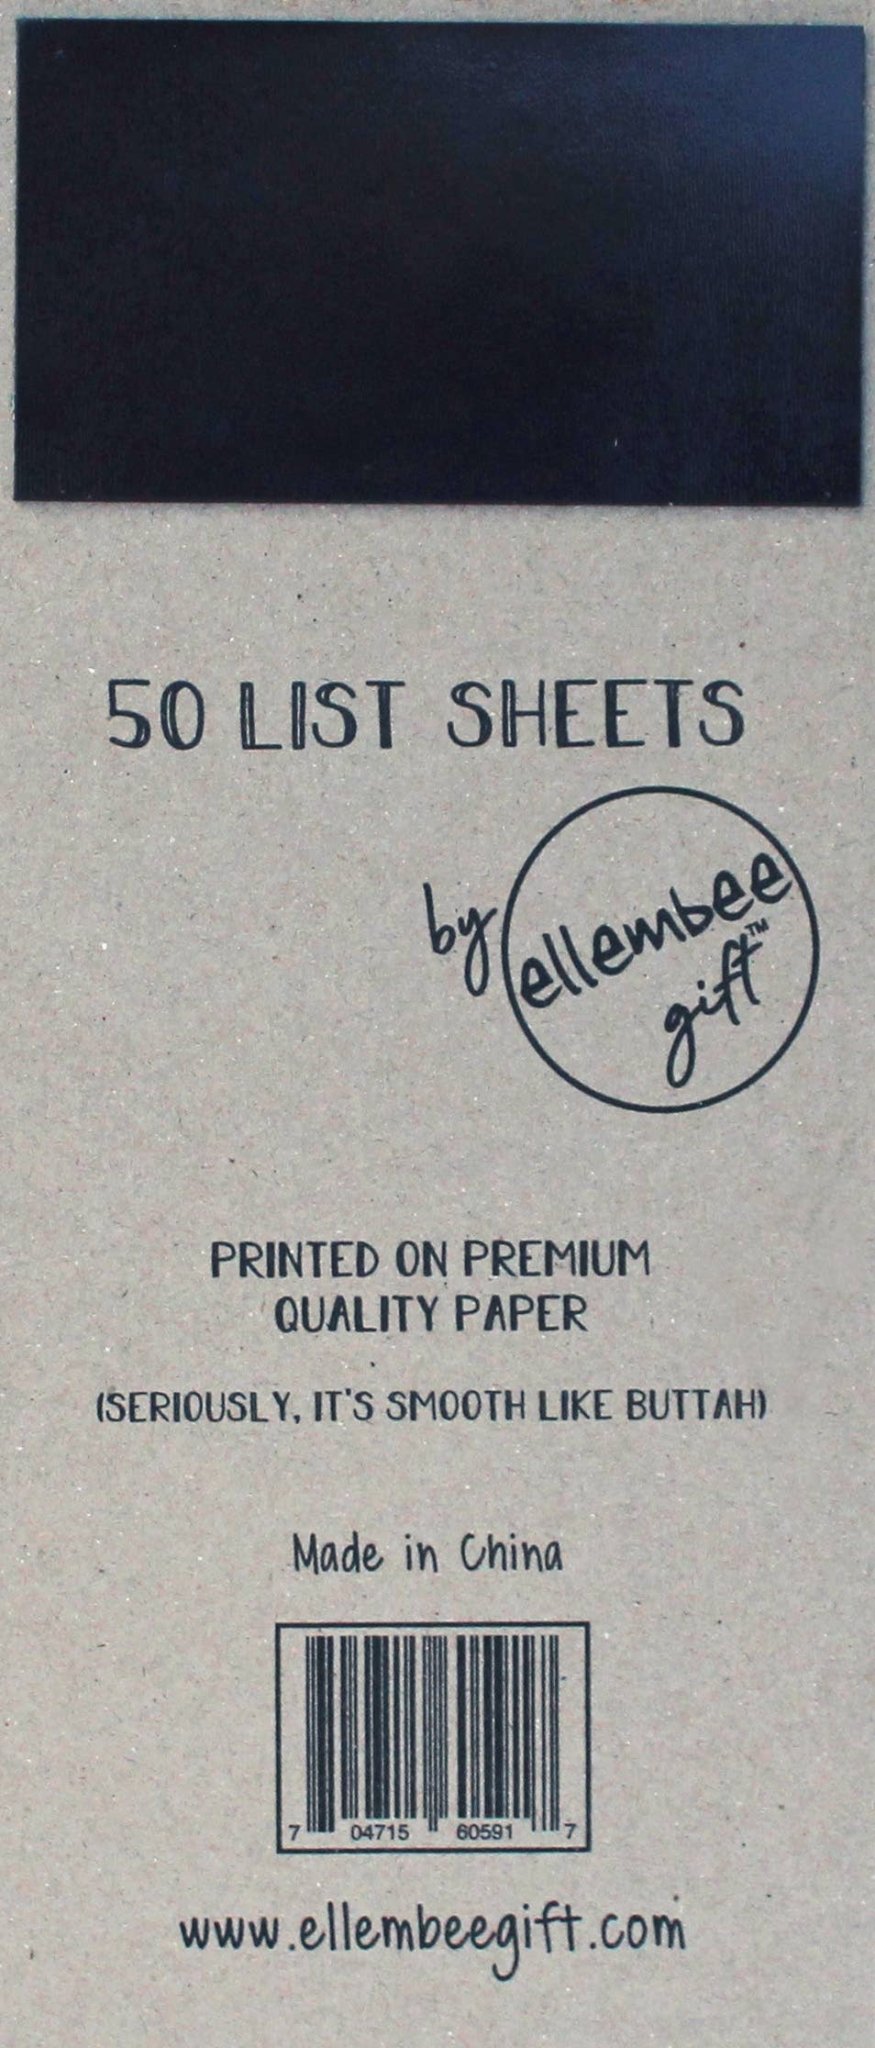 50 LIST SHEETS
by ellembee
gift™
PRINTED ON PREMIUM
QUALITY PAPER
(SERIOUSLY, IT'S SMOOTH LIKE BUTTAH)
Made in China
7 04715 60591 7
www.ellembeegift.com